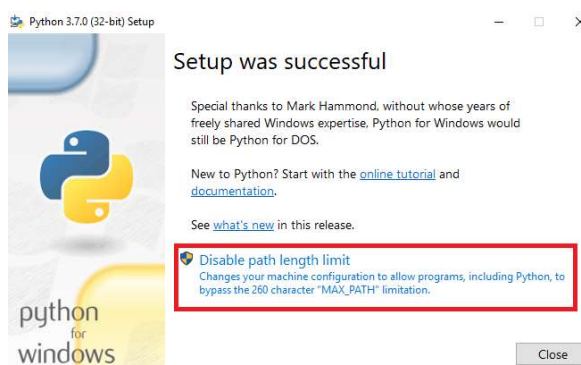 Python 3.7.0 (32-bit) Setup
Setup was successful
Special thanks to Mark Hammond, without whose years of
freely shared Windows expertise, Python for Windows would
still be Python for DOS.
New to Python? Start with the online tutorial and
documentation.
See what's new in this release.
Disable path length limit
Changes your machine configuration to allow programs, including Python, to
bypass the 260 character "MAX_PATH" limitation.
python
for
windows
Close